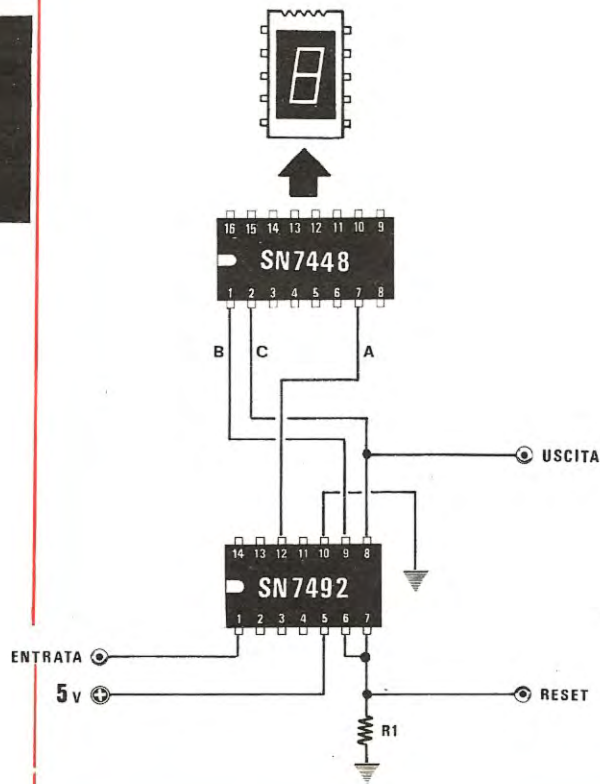 16 15 14 13 12 11 10 9
SN7448
1 2 3 4 5 6 7 8
B C A
USCITA
14 13 12 11 10 9 8
SN7492
1 2 3 4 5 6 7
ENTRATA
5 V
RESET
R1